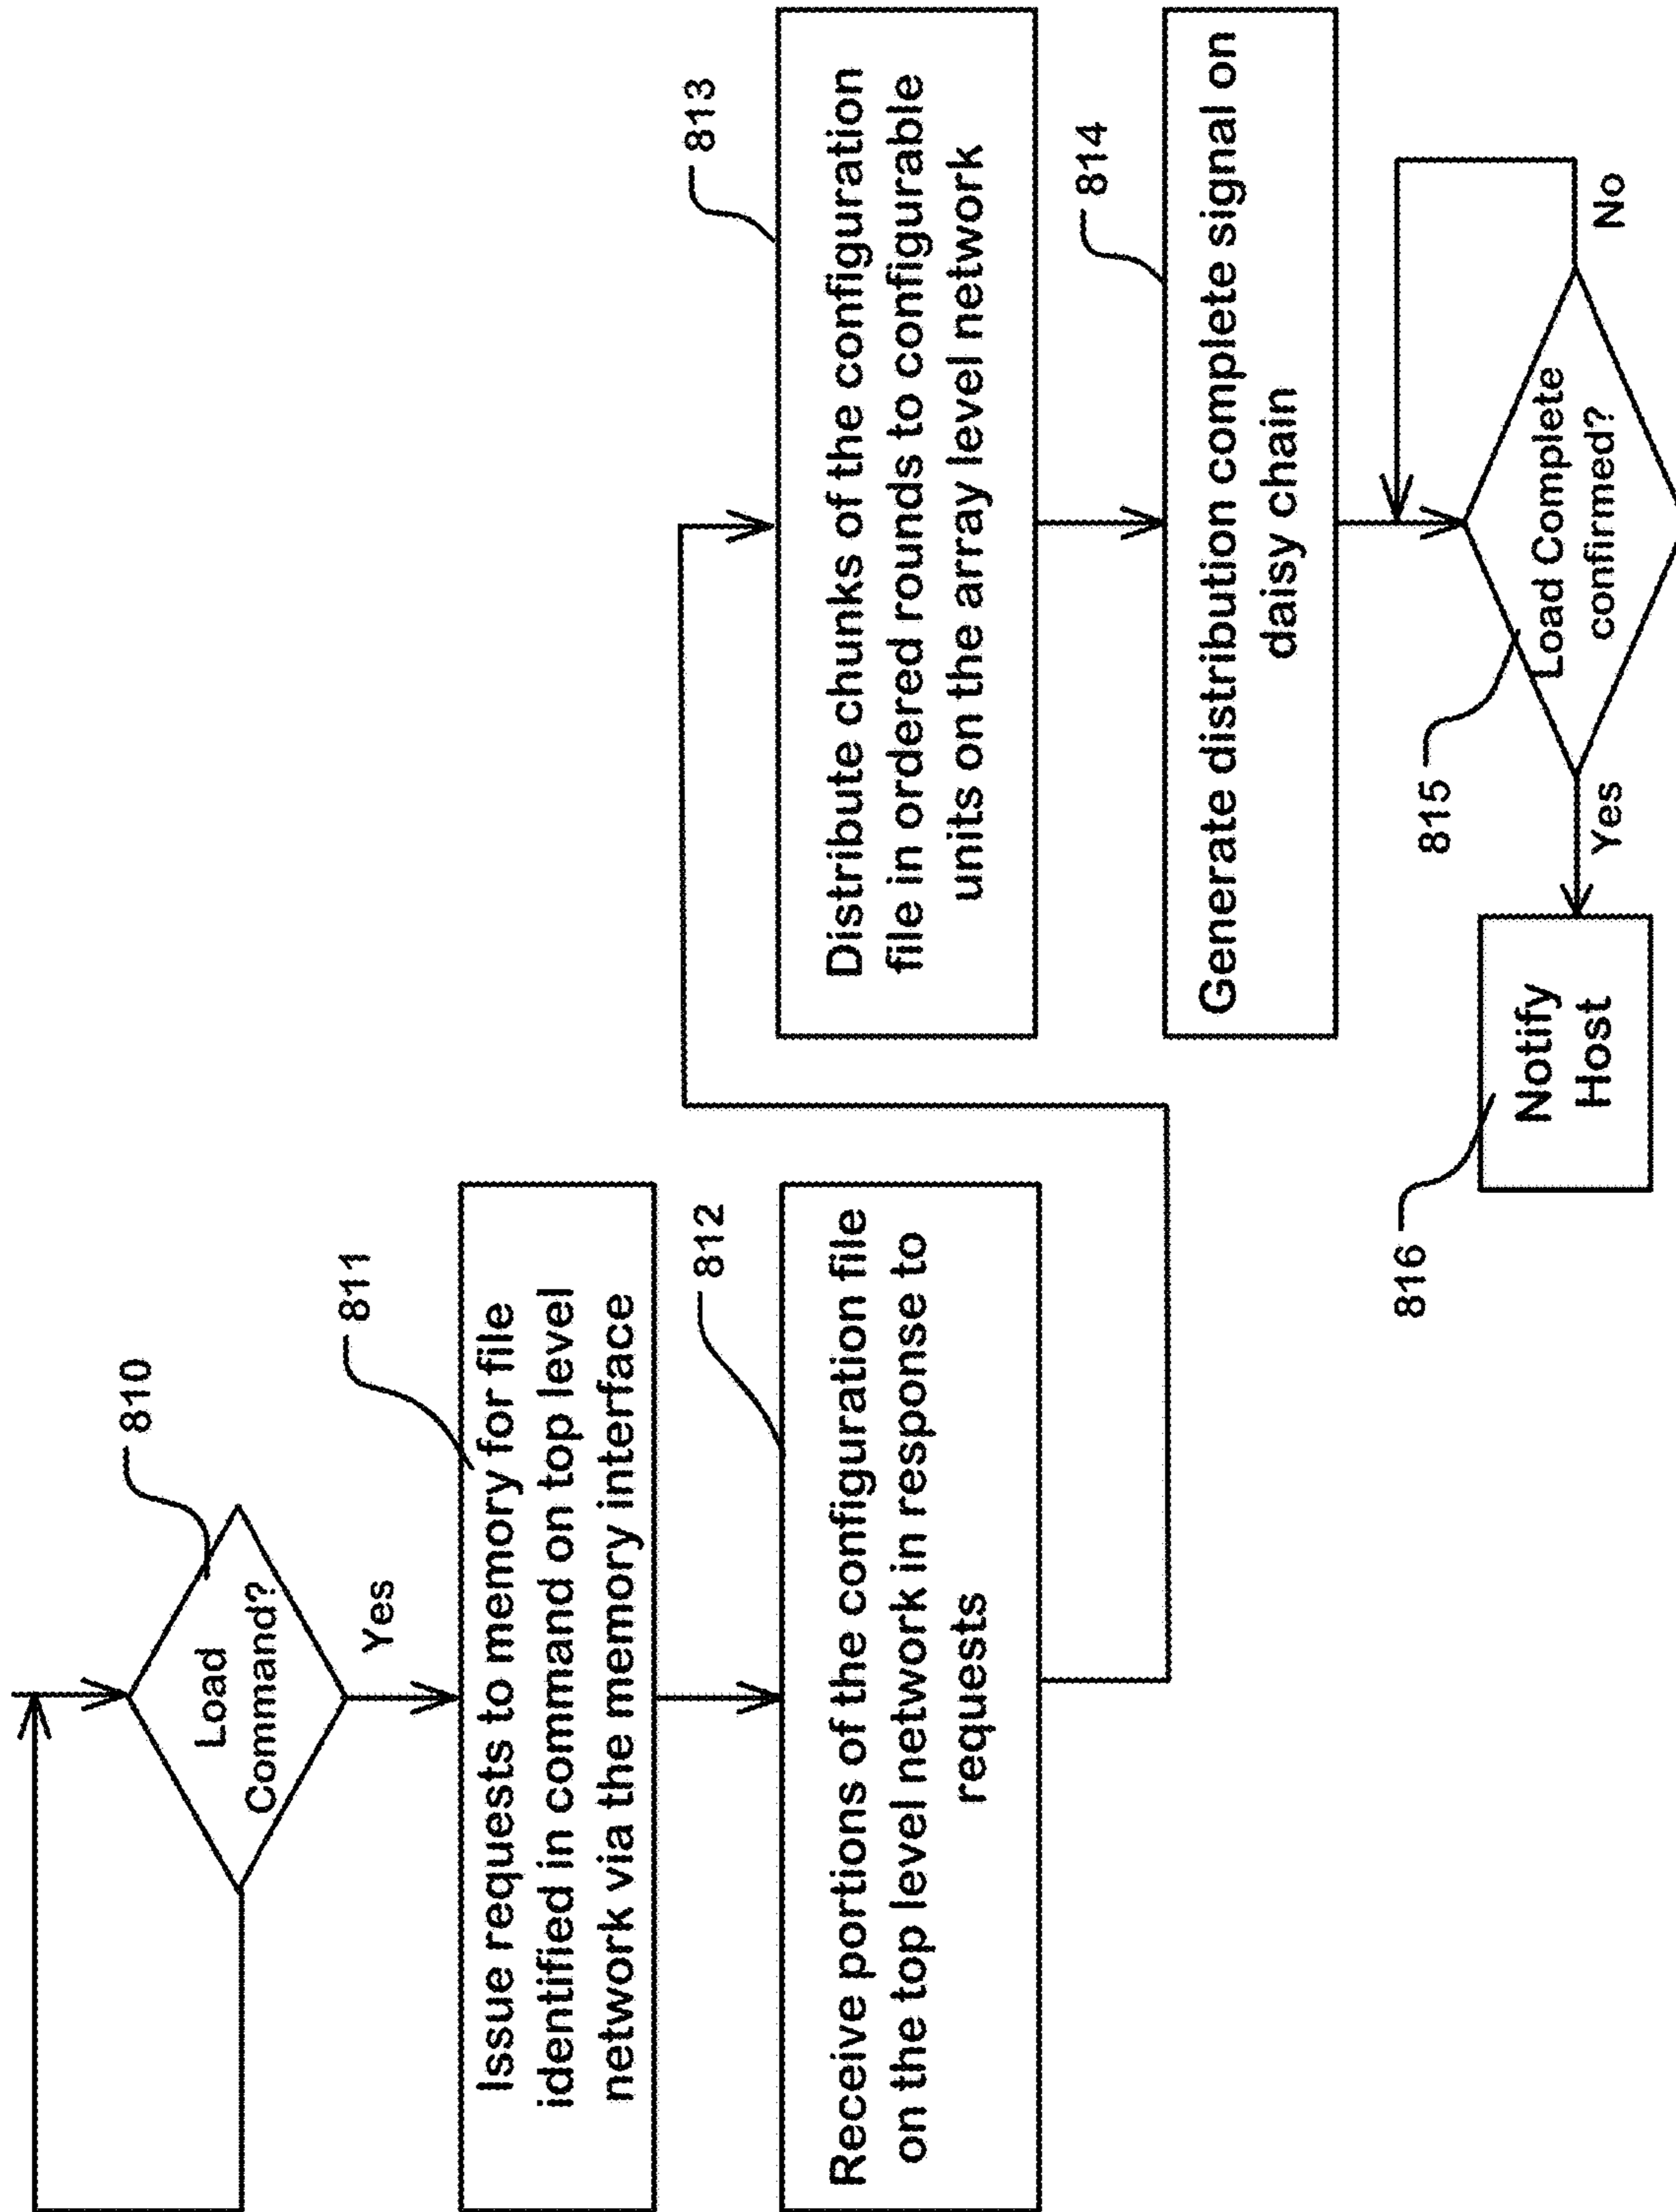 810
Load
Command?
Yes
811
Issue requests to memory for file
identified in command on top level
network via the memory interface
812
Receive portions of the configuration file
on the top level network in response to
requests
813
Distribute chunks of the configuration
file in ordered rounds to configurable
units on the array level network
814
Generate distribution complete signal on
daisy chain
815
Load Complete
confirmed?
No
Yes
816
Notify
Host